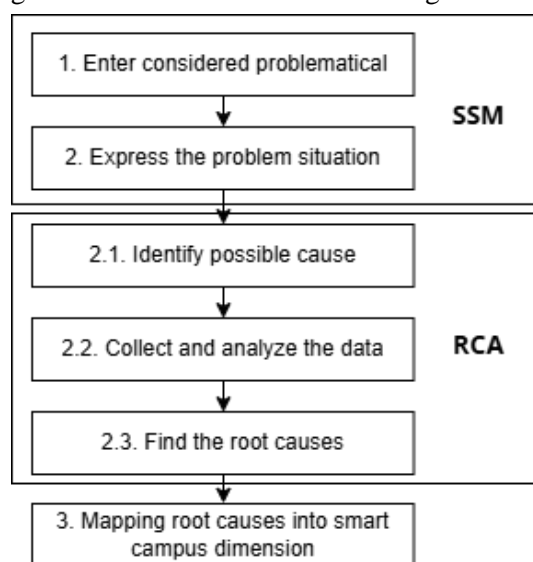 1. Enter considered problematical
SSM
2. Express the problem situation
2.1. Identify possible cause
2.2. Collect and analyze the data
RCA
2.3. Find the root causes
3. Mapping root causes into smart
campus dimension